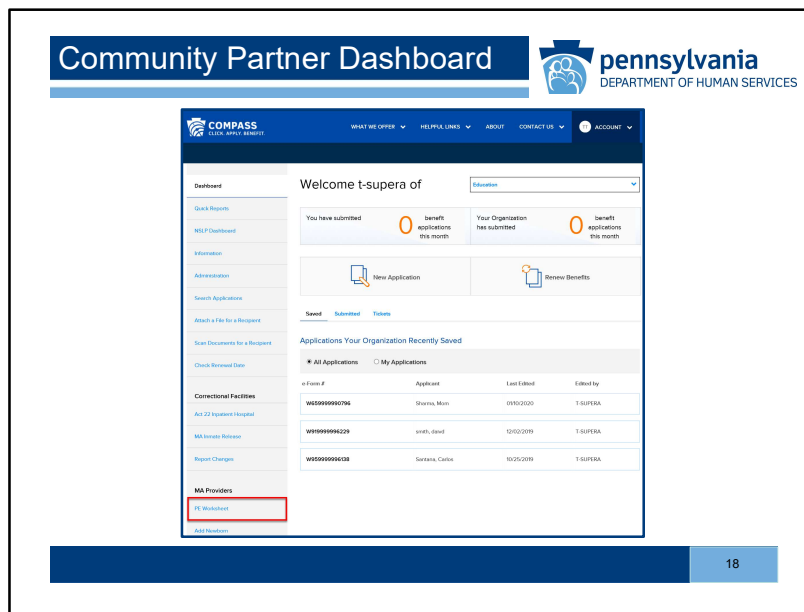 Community Partner Dashboard
pennsylvania
DEPARTMENT OF HUMAN SERVICES
COMPASS
CLICK. APPLY. BENEFIT.
WHAT WE OFFER
HELPFUL LINKS
ABOUT
CONTACT US
TT
ACCOUNT
Dashboard
Quick Reports
NSLP Dashboard
Information
Administration
Search Applications
Attach a File for a Recipient
Scan Documents for a Recipient
Check Renewal Date
Correctional Facilities
Act 22 Inpatient Hospital
MA Inmate Release
Report Changes
MA Providers
PE Worksheet
Add Newborn
Welcome t-supera of
Education
You have submitted
0
benefit
applications
this month
Your Organization
has submitted
0
benefit
applications
this month
New Application
Renew Benefits
Saved Submitted Tickets
Applications Your Organization Recently Saved
All Applications My Applications
e-Form # Applicant Last Edited Edited by
W659999990796 Sharma, Mom 01/10/2020 T-SUPERA
W919999996229 smith, dawd 12/02/2019 T-SUPERA
W959999996138 Santana, Carlos 10/25/2019 T-SUPERA
18